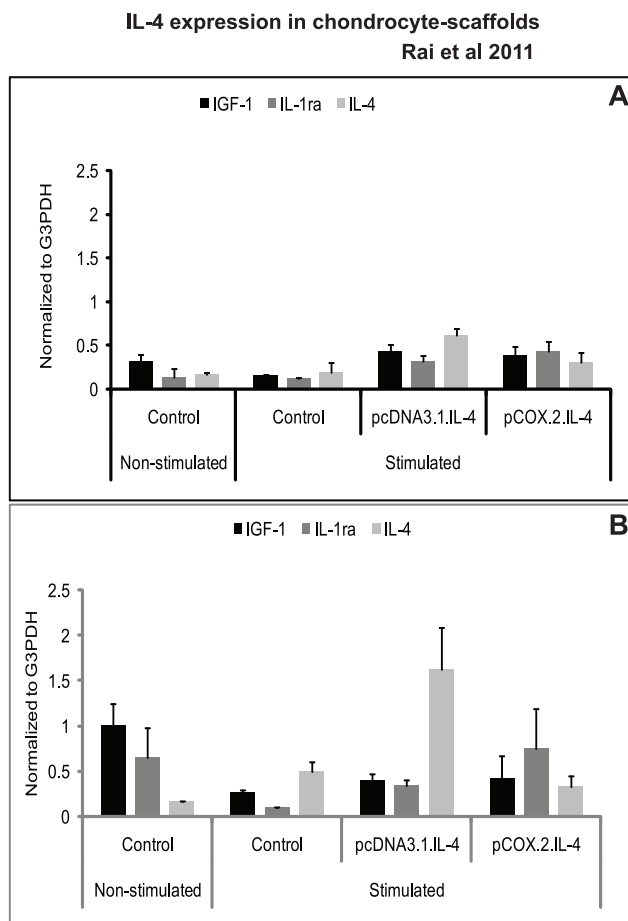 IL-4 expression in chondrocyte-scaffolds
Rai et al 2011
A
IGF-1 IL-1ra IL-4
Normalized to G3PDH
2.5
2
1.5
1
0.5
0
Control Control pcDNA3.1.IL-4 pCOX.2.IL-4
Non-stimulated Stimulated
B
IGF-1 IL-1ra IL-4
Normalized to G3PDH
2.5
2
1.5
1
0.5
0
Control Control pcDNA3.1.IL-4 pCOX.2.IL-4
Non-stimulated Stimulated